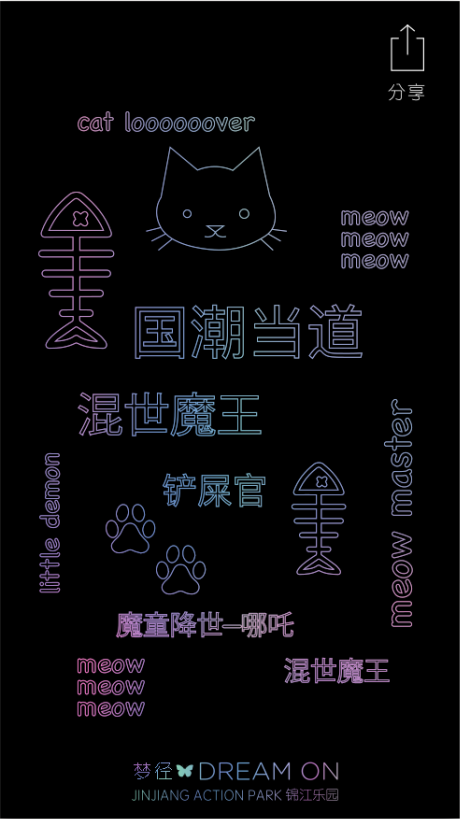 分享
cat loooooover
meow
meow
meow
国潮当道
混世魔王
meow master
little demon
铲屎官
魔童降世—哪吒
meow
meow
meow
混世魔王
梦径 DREAM ON
JINJIANG ACTION PARK 锦江乐园